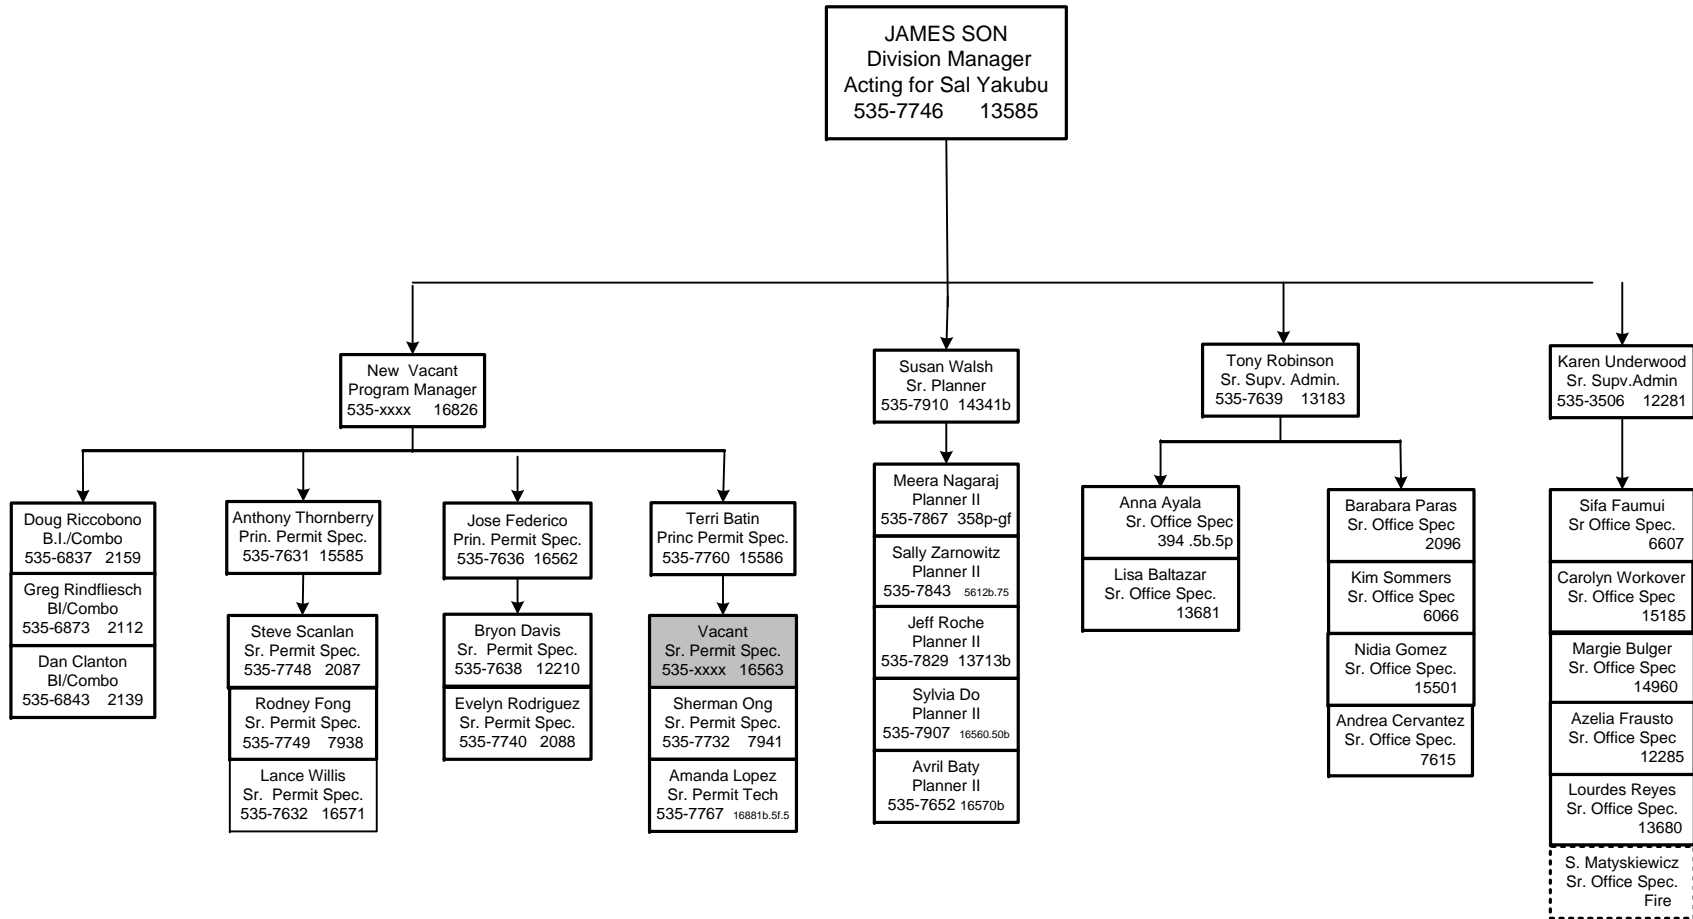 JAMES SON
Division Manager
Acting for Sal Yakubu
535-7746 13585
New Vacant
Program Manager
535-xxxx 16826
Susan Walsh
Sr. Planner
535-7910 14341b
Tony Robinson
Sr. Supv. Admin.
535-7639 13183
Karen Underwood
Sr. Supv.Admin
535-3506 12281
Doug Riccobono
B.I./Combo
535-6837 2159
Greg Rindfliesch
BI/Combo
535-6873 2112
Dan Clanton
BI/Combo
535-6843 2139
Anthony Thornberry
Prin. Permit Spec.
535-7631 15585
Steve Scanlan
Sr. Permit Spec.
535-7748 2087
Rodney Fong
Sr. Permit Spec.
535-7749 7938
Lance Willis
Sr. Permit Spec.
535-7632 16571
Jose Federico
Prin. Permit Spec.
535-7636 16562
Bryon Davis
Sr. Permit Spec.
535-7638 12210
Evelyn Rodriguez
Sr. Permit Spec.
535-7740 2088
Terri Batin
Princ Permit Spec.
535-7760 15586
Vacant
Sr. Permit Spec.
535-xxxx 16563
Sherman Ong
Sr. Permit Spec.
535-7732 7941
Amanda Lopez
Sr. Permit Tech
535-7767 16881b.5f.5
Meera Nagaraj
Planner II
535-7867 358p-gf
Sally Zarnowitz
Planner II
535-7843 5612b.75
Jeff Roche
Planner II
535-7829 13713b
Sylvia Do
Planner II
535-7907 16560.50b
Avril Baty
Planner II
535-7652 16570b
Anna Ayala
Sr. Office Spec
394 .5b.5p
Lisa Baltazar
Sr. Office Spec.
13681
Barabara Paras
Sr. Office Spec
2096
Kim Sommers
Sr. Office Spec
6066
Nidia Gomez
Sr. Office Spec.
15501
Andrea Cervantez
Sr. Office Spec.
7615
Sifa Faumui
Sr Office Spec.
6607
Carolyn Workover
Sr. Office Spec
15185
Margie Bulger
Sr. Office Spec
14960
Azelia Frausto
Sr. Office Spec
12285
Lourdes Reyes
Sr. Office Spec.
13680
S. Matyskiewicz
Sr. Office Spec.
Fire